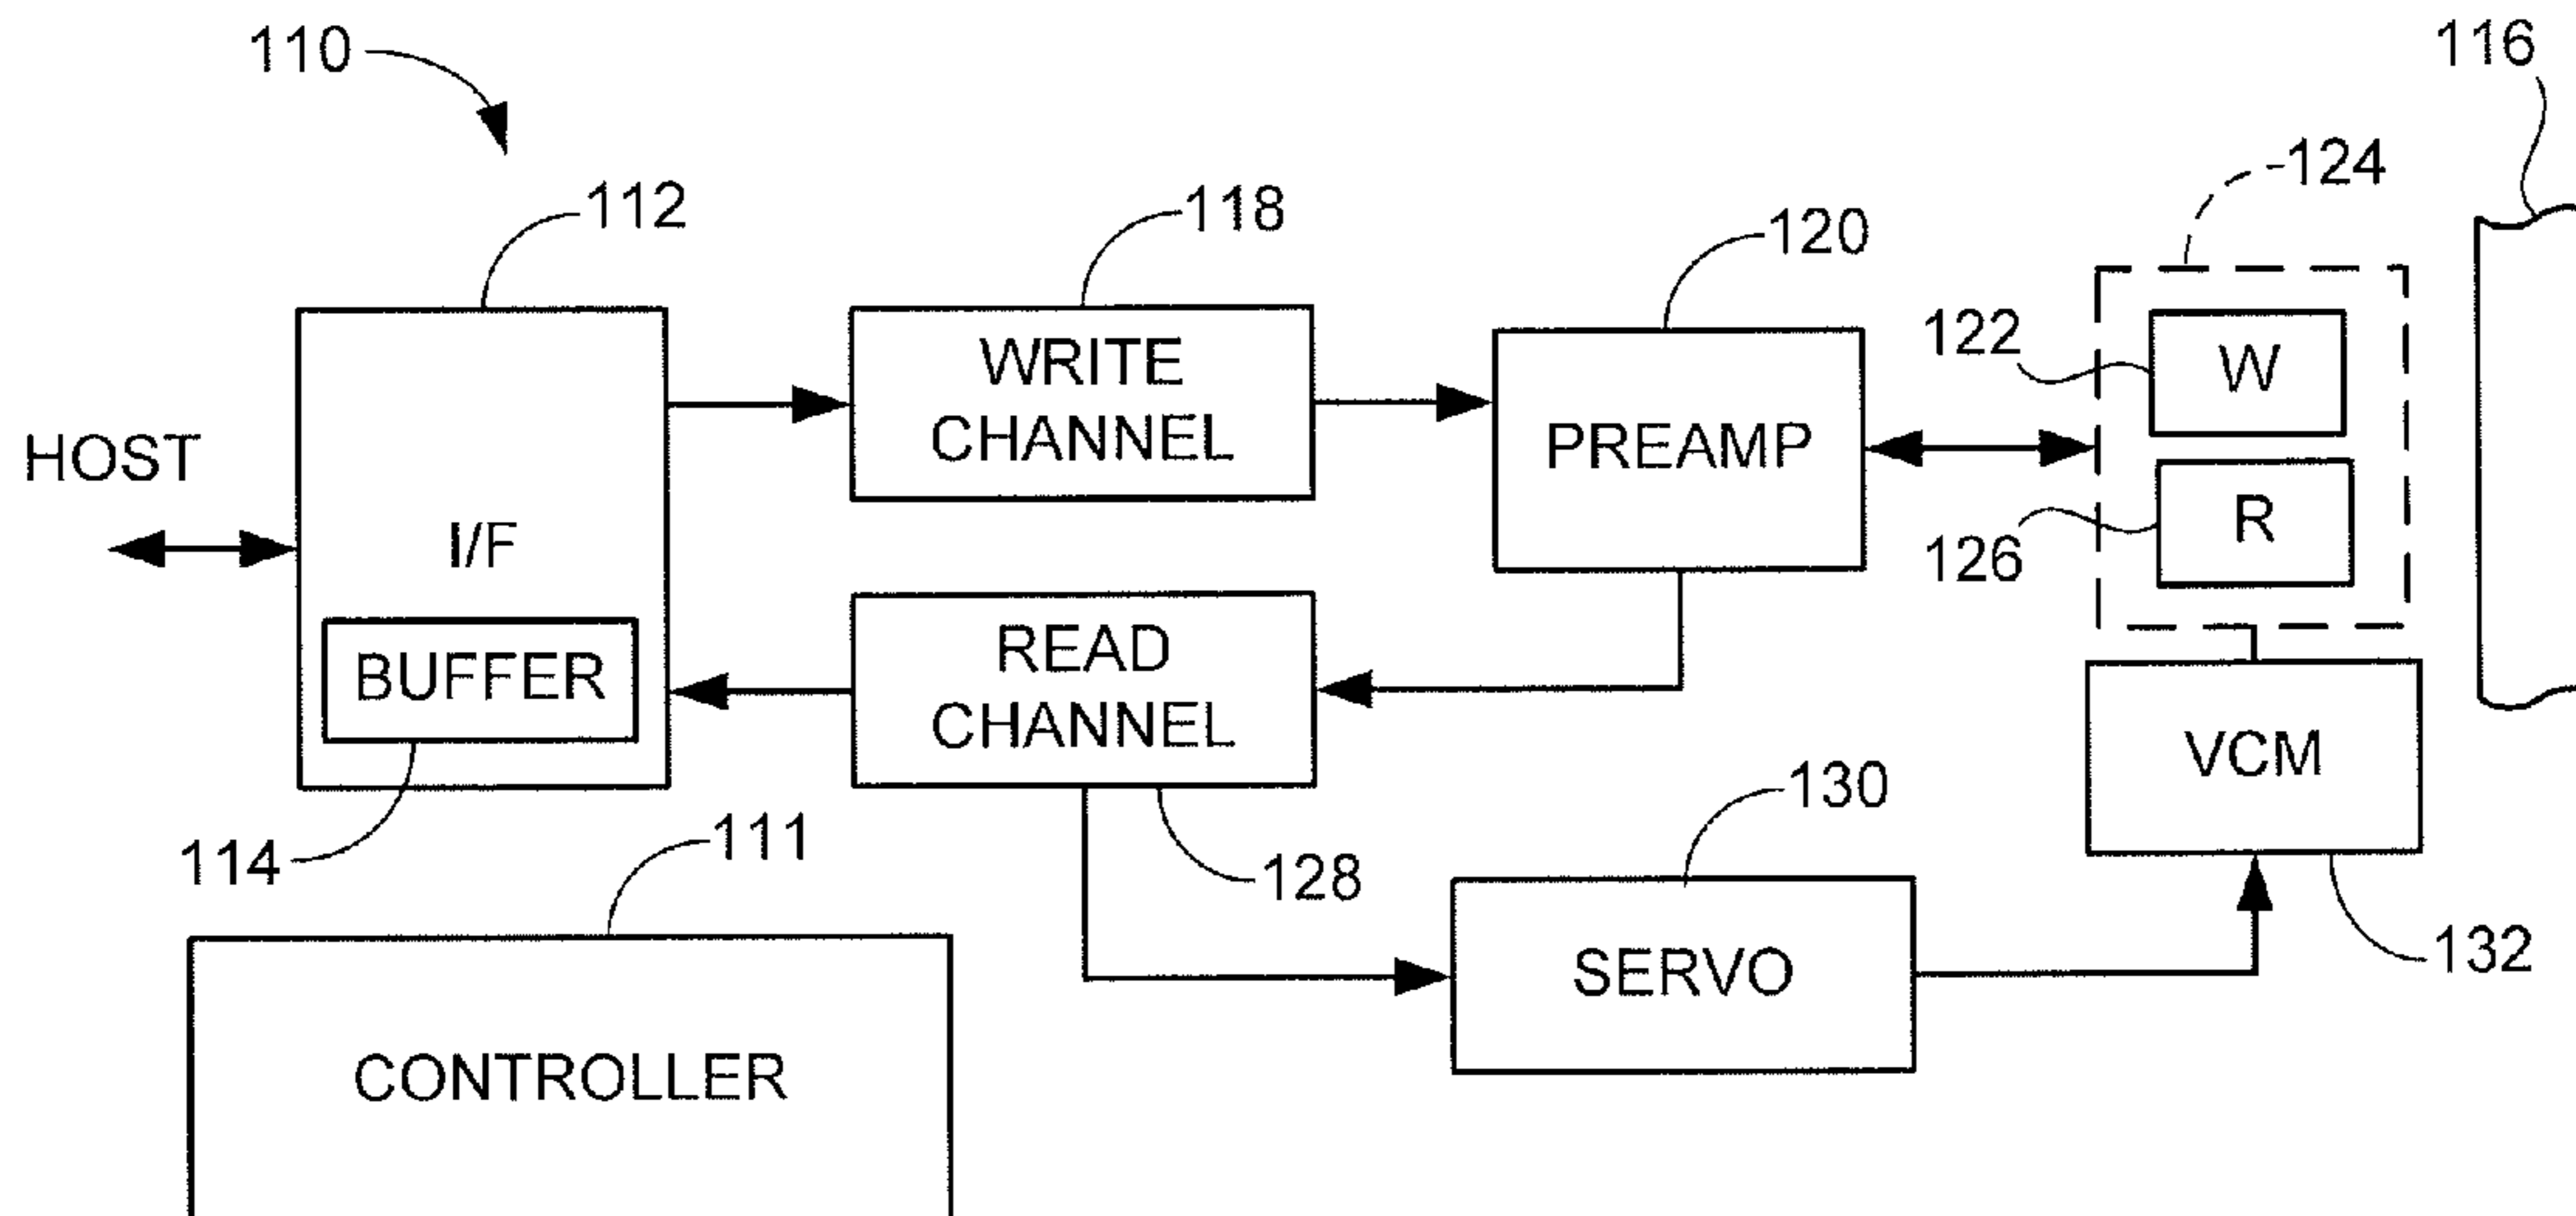 110
116
124
112
118
120
122
W
WRITE
CHANNEL
PREAMP
HOST
I/F
R
126
BUFFER
READ
CHANNEL
VCM
130
114
111
128
132
SERVO
CONTROLLER